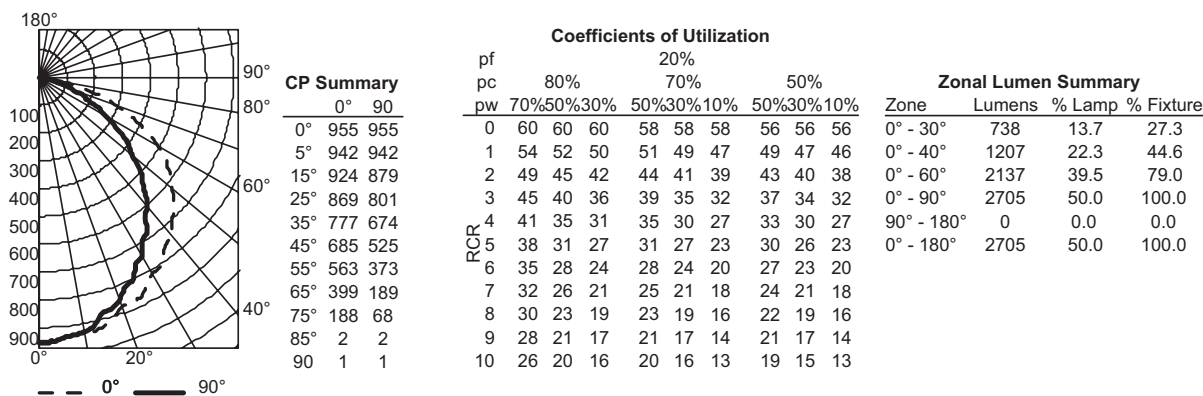 180°
90°
80°
60°
40°
100
200
300
400
500
600
700
800
900
0° 20°
0° 90°
CP Summary
0° 90
0° 955 955
5° 942 942
15° 924 879
25° 869 801
35° 777 674
45° 685 525
55° 563 373
65° 399 189
75° 188 68
85° 2 2
90 1 1
Coefficients of Utilization
pf 20%
pc 80% 70% 50%
pw 70%50%30% 50%30%10% 50%30%10%
RCR
0 60 60 60 58 58 58 56 56 56
1 54 52 50 51 49 47 49 47 46
2 49 45 42 44 41 39 43 40 38
3 45 40 36 39 35 32 37 34 32
4 41 35 31 35 30 27 33 30 27
5 38 31 27 31 27 23 30 26 23
6 35 28 24 28 24 20 27 23 20
7 32 26 21 25 21 18 24 21 18
8 30 23 19 23 19 16 22 19 16
9 28 21 17 21 17 14 21 17 14
10 26 20 16 20 16 13 19 15 13
Zonal Lumen Summary
Zone Lumens % Lamp % Fixture
0° - 30° 738 13.7 27.3
0° - 40° 1207 22.3 44.6
0° - 60° 2137 39.5 79.0
0° - 90° 2705 50.0 100.0
90° - 180° 0 0.0 0.0
0° - 180° 2705 50.0 100.0